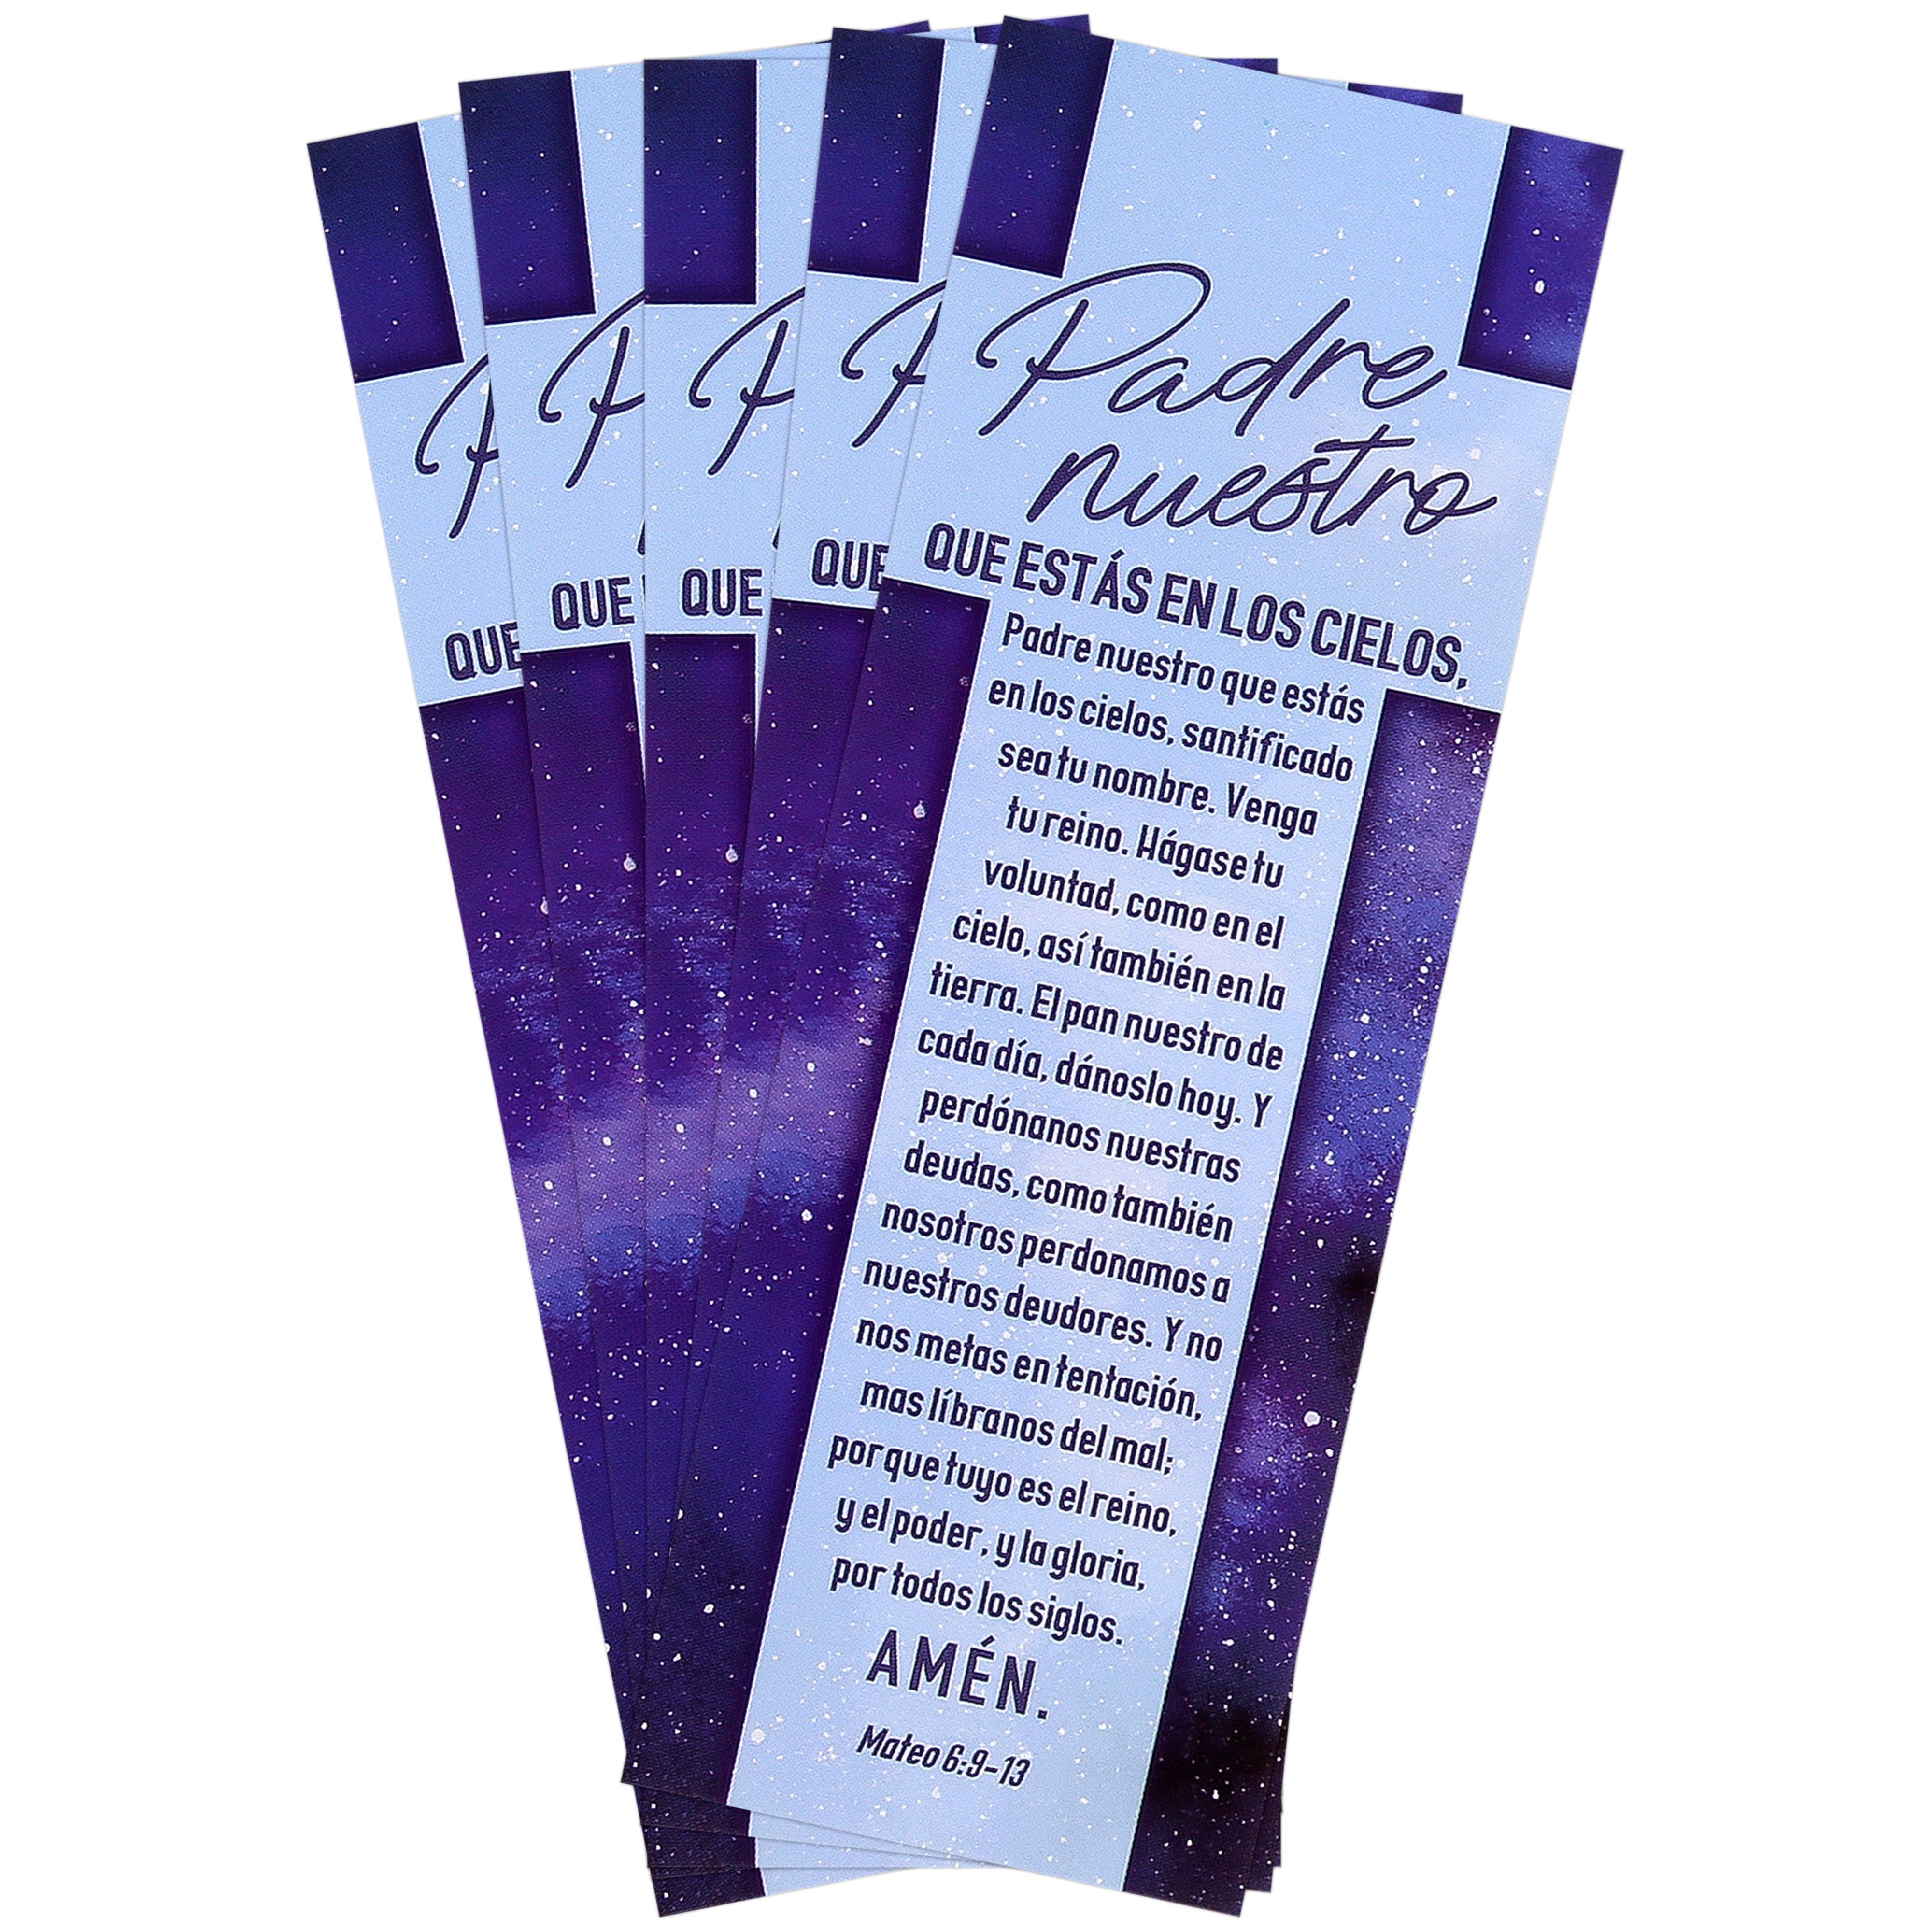 Padre
nuestro
QUE ESTÁS EN LOS CIELOS,
Padre nuestro que estás
en los cielos, santificado
sea tu nombre. Venga
tu reino. Hágase tu
voluntad, como en el
cielo, así también en la
tierra. El pan nuestro de
cada día, dánoslo hoy. Y
perdónanos nuestras
deudas, como también
nosotros perdonamos a
nuestros deudores. Y no
nos metas en tentación,
mas líbranos del mal;
porque tuyo es el reino,
y el poder, y la gloria,
por todos los siglos.
AMÉN.
Mateo 6:9-13
P
QUE
P
QUE
P
QUE
P
QUE